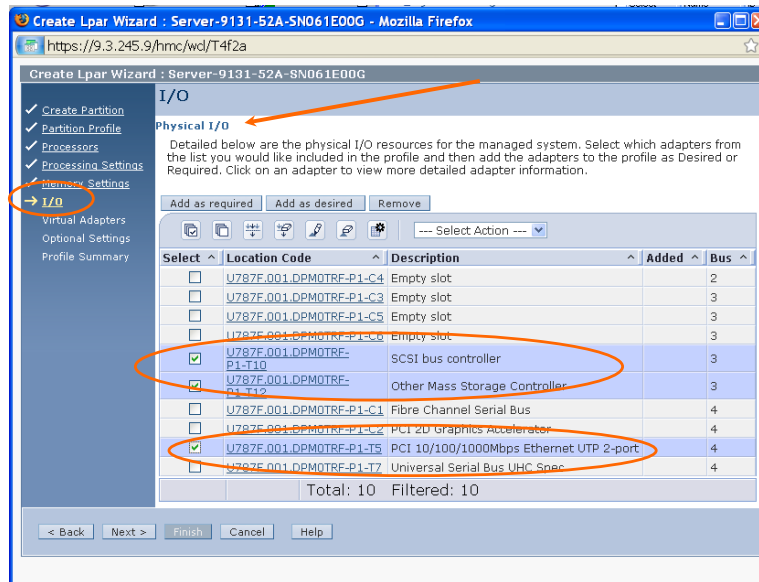 Create Lpar Wizard : Server-9131-52A-SN061E00G - Mozilla Firefox
https://9.3.245.9/hmc/wcl/T4f2a
Create Lpar Wizard : Server-9131-52A-SN061E00G
Create Partition
Partition Profile
Processors
Processing Settings
Memory Settings
I/O
Virtual Adapters
Optional Settings
Profile Summary
I/O
Physical I/O
Detailed below are the physical I/O resources for the managed system. Select which adapters from
the list you would like included in the profile and then add the adapters to the profile as Desired or
Required. Click on an adapter to view more detailed adapter information.
Add as required Add as desired Remove
--- Select Action ---
Select ^ Location Code ^ Description ^ Added ^ Bus ^
U787F.001.DPM0TRF-P1-C4 Empty slot 2
U787F.001.DPM0TRF-P1-C3 Empty slot 3
U787F.001.DPM0TRF-P1-C5 Empty slot 3
U787F.001.DPM0TRF-P1-C6 Empty slot 3
U787F.001.DPM0TRF-
P1-T10 SCSI bus controller 3
U787F.001.DPM0TRF-
P1-T12 Other Mass Storage Controller 3
U787F.001.DPM0TRF-P1-C1 Fibre Channel Serial Bus 4
U787F.001.DPM0TRF-P1-C2 PCI 2D Graphics Accelerator 4
U787F.001.DPM0TRF-P1-T5 PCI 10/100/1000Mbps Ethernet UTP 2-port 4
U787F.001.DPM0TRF-P1-T7 Universal Serial Bus UHC Spec 4
Total: 10 Filtered: 10
< Back Next > Finish Cancel Help